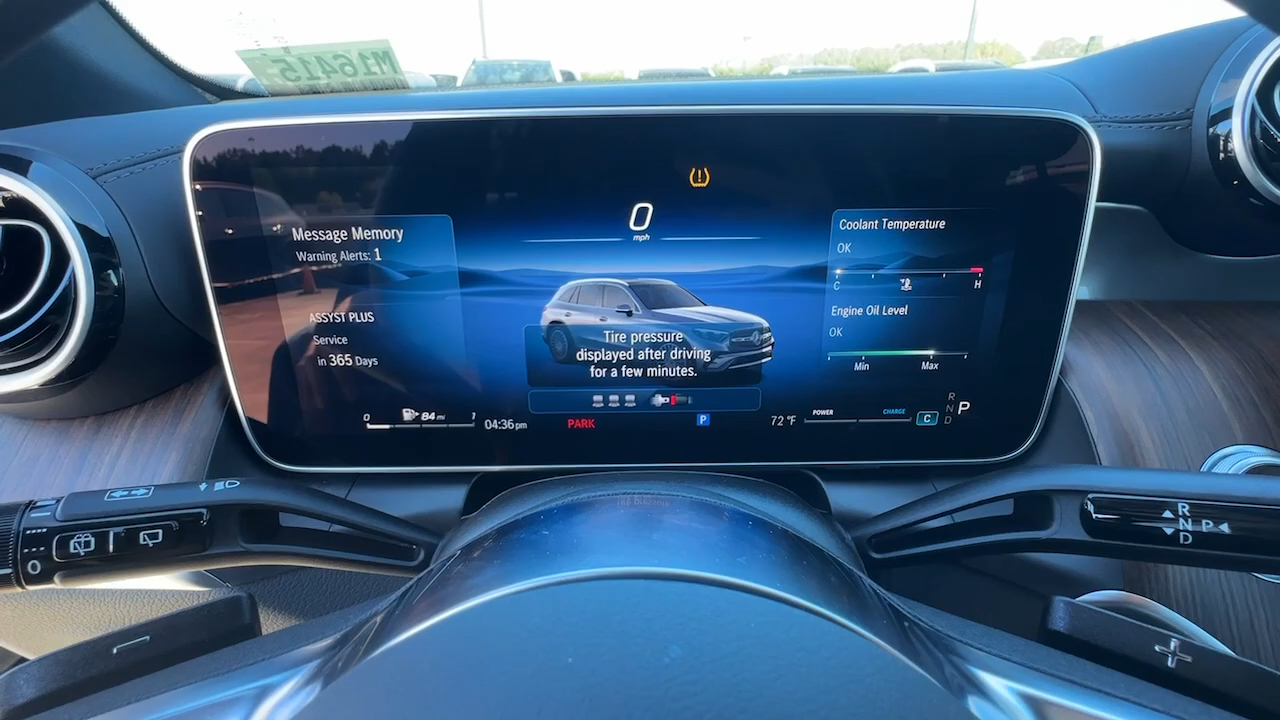 M16415
0
mph
Message Memory
Warning Alerts: 1
ASSYST PLUS
Service
in 365 Days
Tire pressure
displayed after driving
for a few minutes.
Coolant Temperature
OK
C H
Engine Oil Level
OK
Min Max
0 84 mi 1
04:36 pm
PARK
P
72 °F
POWER CHARGE
C
R
N P
D
R
N P
D
O